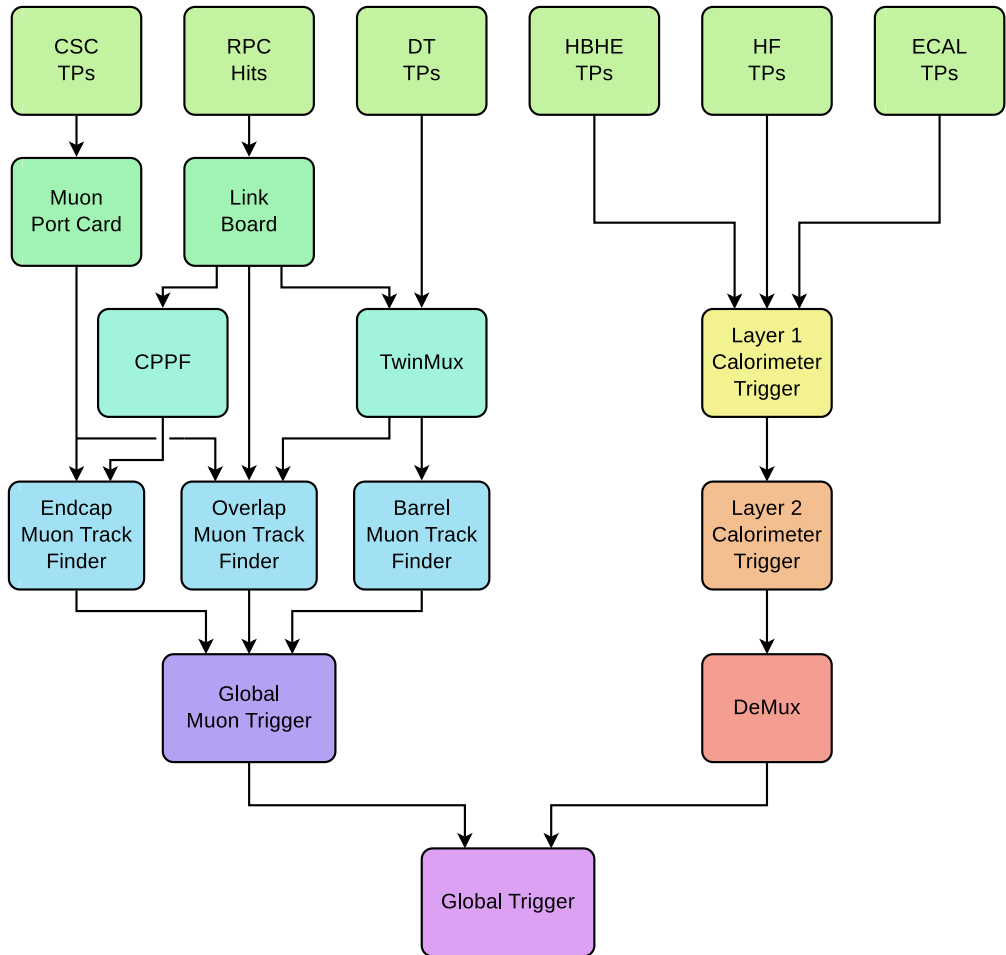 CSC
TPs
RPC
Hits
DT
TPs
HBHE
TPs
HF
TPs
ECAL
TPs
Muon
Port Card
Link
Board
CPPF
TwinMux
Layer 1
Calorimeter
Trigger
Endcap
Muon Track
Finder
Overlap
Muon Track
Finder
Barrel
Muon Track
Finder
Layer 2
Calorimeter
Trigger
Global
Muon Trigger
DeMux
Global Trigger